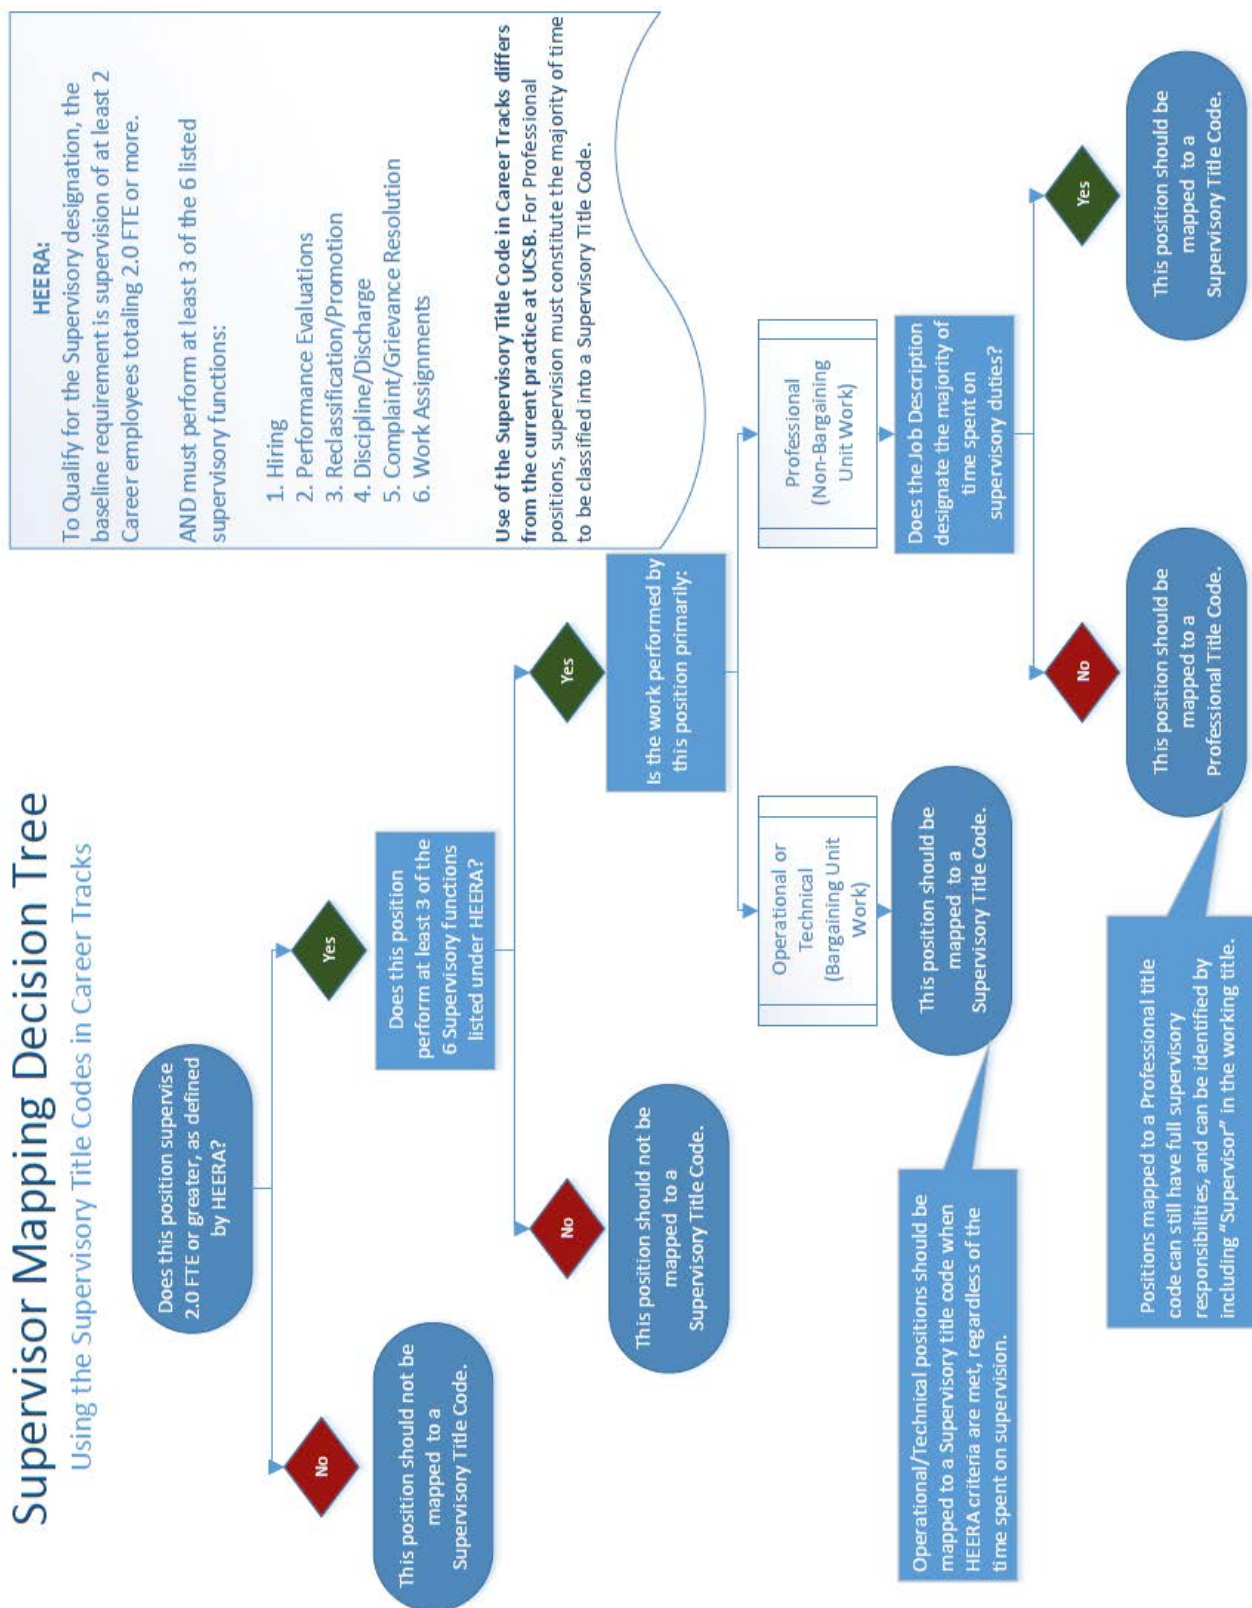 Supervisor Mapping Decision Tree
Using the Supervisory Title Codes in Career Tracks
HEERA:
To Qualify for the Supervisory designation, the
baseline requirement is supervision of at least 2
Career employees totaling 2.0 FTE or more.
AND must perform at least 3 of the 6 listed
supervisory functions:
1. Hiring
2. Performance Evaluations
3. Reclassification/Promotion
4. Discipline/Discharge
5. Complaint/Grievance Resolution
6. Work Assignments
Use of the Supervisory Title Code in Career Tracks differs
from the current practice at UCSB. For Professional
positions, supervision must constitute the majority of time
to be classified into a Supervisory Title Code.
Does this position supervise
2.0 FTE or greater, as defined
by HEERA?
No
Yes
This position should not be
mapped to a
Supervisory Title Code.
Does this position
perform at least 3 of the
6 Supervisory functions
listed under HEERA?
No
Yes
This position should not be
mapped to a
Supervisory Title Code.
Is the work performed by
this position primarily:
Operational or
Technical
(Bargaining Unit
Work)
Professional
(Non-Bargaining
Unit Work)
This position should be
mapped to a
Supervisory Title Code.
Does the Job Description
designate the majority of
time spent on
supervisory duties?
Operational/Technical positions should be
mapped to a Supervisory title code when
HEERA criteria are met, regardless of the
time spent on supervision.
No
Yes
This position should be
mapped to a
Professional Title Code.
This position should be
mapped to a
Supervisory Title Code.
Positions mapped to a Professional title
code can still have full supervisory
responsibilities, and can be identified by
including "Supervisor" in the working title.